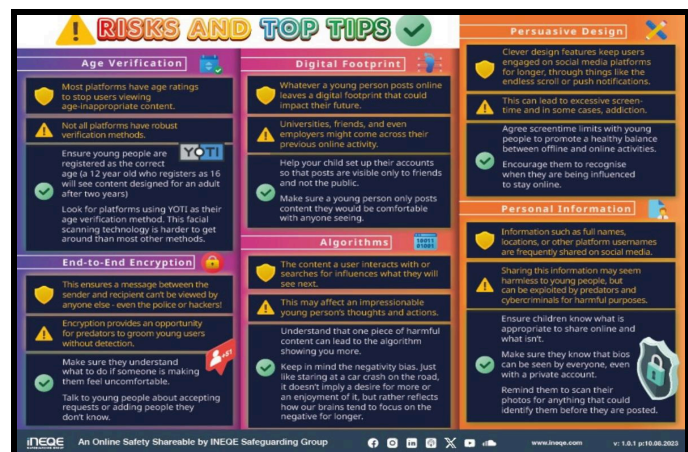 RISKS AND TOP TIPS
Age Verification
Most platforms have age ratings
to stop users viewing
age-inappropriate content.
Not all platforms have robust
verification methods.
Ensure young people are
registered as the correct
age (a 12 year old who registers as 16
will see content designed for an adult
after two years)
YOTI
Look for platforms using YOTI as their
age verification method. This facial
scanning technology is harder to get
around than most other methods.
End-to-End Encryption
This ensures a message between the
sender and recipient can't be viewed by
anyone else - even the police or hackers!
Encryption provides an opportunity
for predators to groom young users
without detection.
+51
Make sure they understand
what to do if someone is making
them feel uncomfortable.
Talk to young people about accepting
requests or adding people they
don't know.
Digital Footprint
Whatever a young person posts online
leaves a digital footprint that could
impact their future.
Universities, friends, and even
employers might come across their
previous online activity.
Help your child set up their accounts
so that posts are visible only to friends
and not the public.
Make sure a young person only posts
content they would be comfortable
with anyone seeing.
Algorithms
10011
01001
The content a user interacts with or
searches for influences what they will
see next.
This may affect an impressionable
young person's thoughts and actions.
Understand that one piece of harmful
content can lead to the algorithm
showing you more.
Keep in mind the negativity bias. Just
like staring at a car crash on the road,
it doesn't imply a desire for more or
an enjoyment of it, but rather reflects
how our brains tend to focus on the
negative for longer.
Persuasive Design
Clever design features keep users
engaged on social media platforms
for longer, through things like the
endless scroll or push notifications.
This can lead to excessive screen-
time and in some cases, addiction.
Agree screentime limits with young
people to promote a healthy balance
between offline and online activities.
Encourage them to recognise
when they are being influenced
to stay online.
Personal Information
Information such as full names,
locations, or other platform usernames
are frequently shared on social media.
Sharing this information may seem
harmless to young people, but
can be exploited by predators and
cybercriminals for harmful purposes.
Ensure children know what is
appropriate to share online and
what isn't.
Make sure they know that bios
can be seen by everyone, even
with a private account.
Remind them to scan their
photos for anything that could
identify them before they are posted.
iNEQE
SAFEGUARDING GROUP
An Online Safety Shareable by INEQE Safeguarding Group
www.ineqe.com
v: 1.0.1 p:10.08.2023